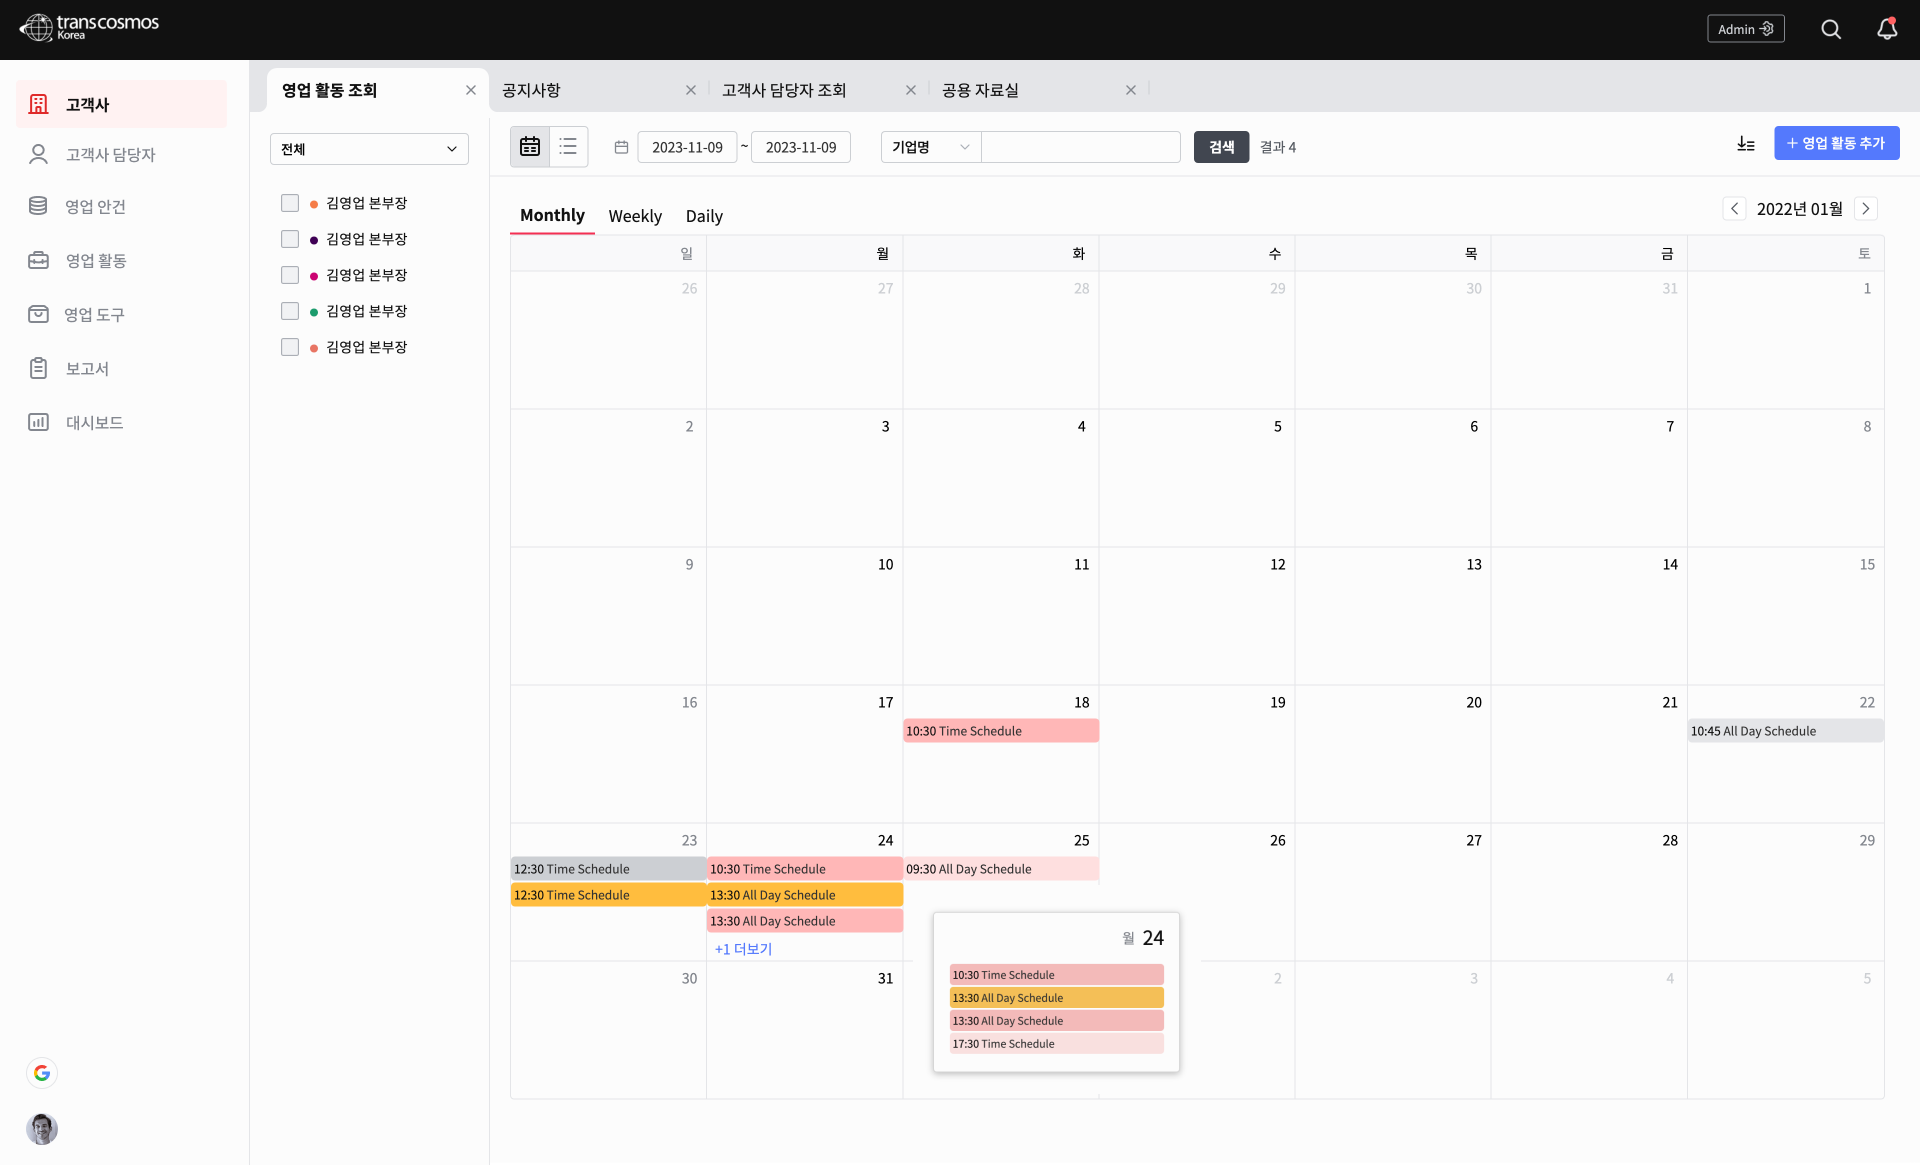 transcosmos
Korea
Admin
고객사
고객사 담당자
영업 안건
영업 활동
영업 도구
보고서
대시보드
영업 활동 조회
공지사항
고객사 담당자 조회
공용 자료실
전체
김영업 본부장
김영업 본부장
김영업 본부장
김영업 본부장
김영업 본부장
2023-11-09 ~ 2023-11-09
기업명
검색
결과 4
+ 영업 활동 추가
Monthly Weekly Daily
2022년 01월
일 월 화 수 목 금 토
26 27 28 29 30 31 1
2 3 4 5 6 7 8
9 10 11 12 13 14 15
16 17 18 19 20 21 22
10:30 Time Schedule
10:45 All Day Schedule
23 24 25 26 27 28 29
12:30 Time Schedule
12:30 Time Schedule
10:30 Time Schedule
13:30 All Day Schedule
13:30 All Day Schedule
+1 더보기
09:30 All Day Schedule
30 31 2 3 4 5
월 24
10:30 Time Schedule
13:30 All Day Schedule
13:30 All Day Schedule
17:30 Time Schedule